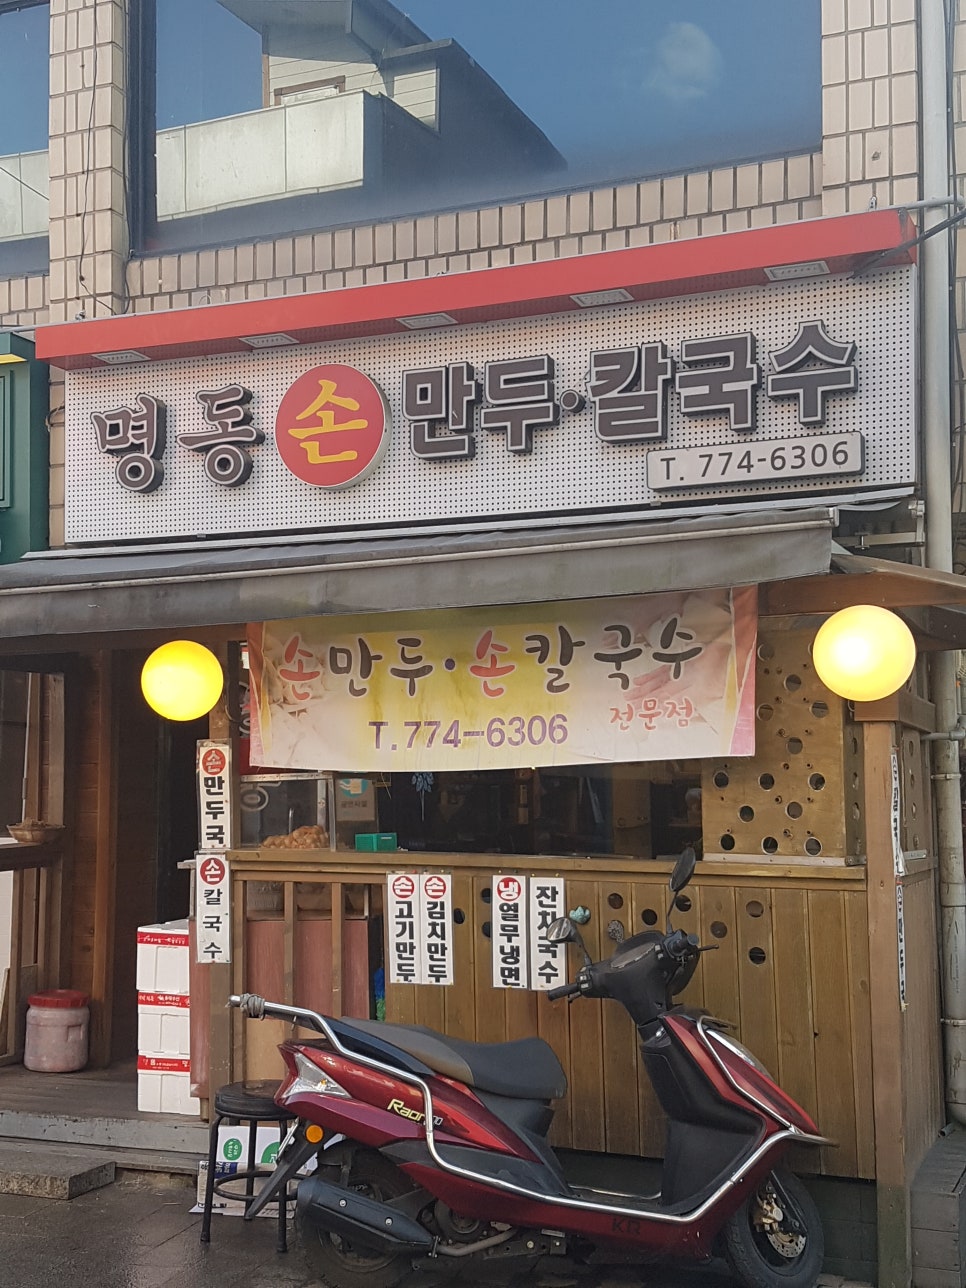 명동 손 만두·칼국수
T. 774-6306
손만두·손칼국수
전문점
T.774-6306
손만두국
손칼국수
손고기만두
손김치만두
냉열무냉면
잔치국수
Racing
KR